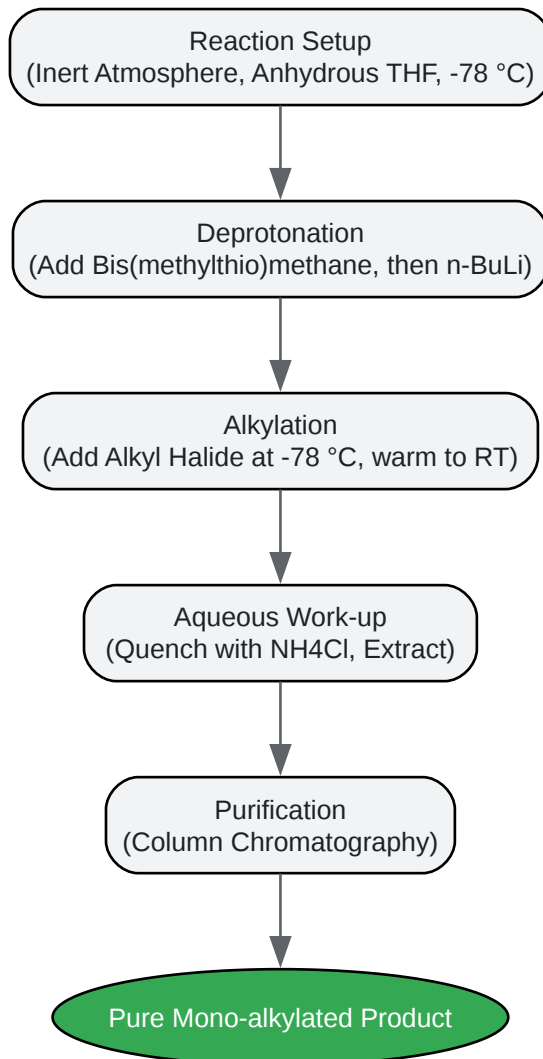 Reaction Setup
(Inert Atmosphere, Anhydrous THF, -78 °C)
Deprotonation
(Add Bis(methylthio)methane, then n-BuLi)
Alkylation
(Add Alkyl Halide at -78 °C, warm to RT)
Aqueous Work-up
(Quench with NH4Cl, Extract)
Purification
(Column Chromatography)
Pure Mono-alkylated Product